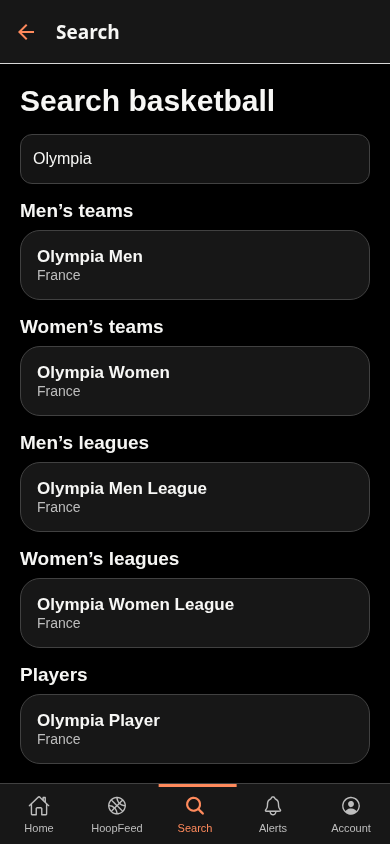 Search
Search basketball
Olympia
Men’s teams
Olympia Men
France
Women’s teams
Olympia Women
France
Men’s leagues
Olympia Men League
France
Women’s leagues
Olympia Women League
France
Players
Olympia Player
France
Home
HoopFeed
Search
Alerts
Account